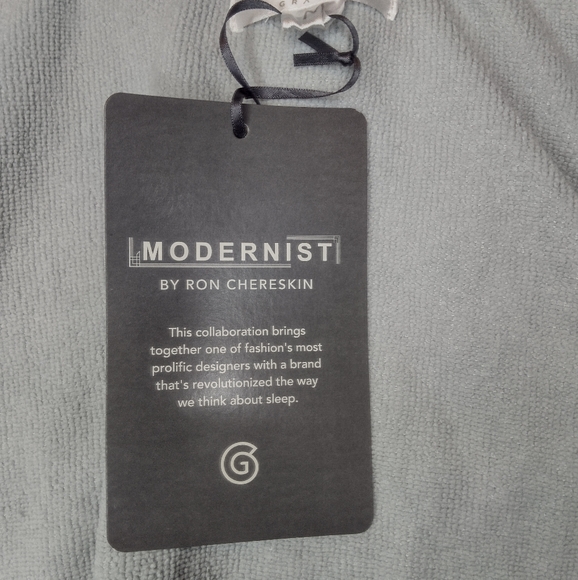 MODERNIST
BY RON CHERESKIN
This collaboration brings
together one of fashion's most
prolific designers with a brand
that's revolutionized the way
we think about sleep.
G